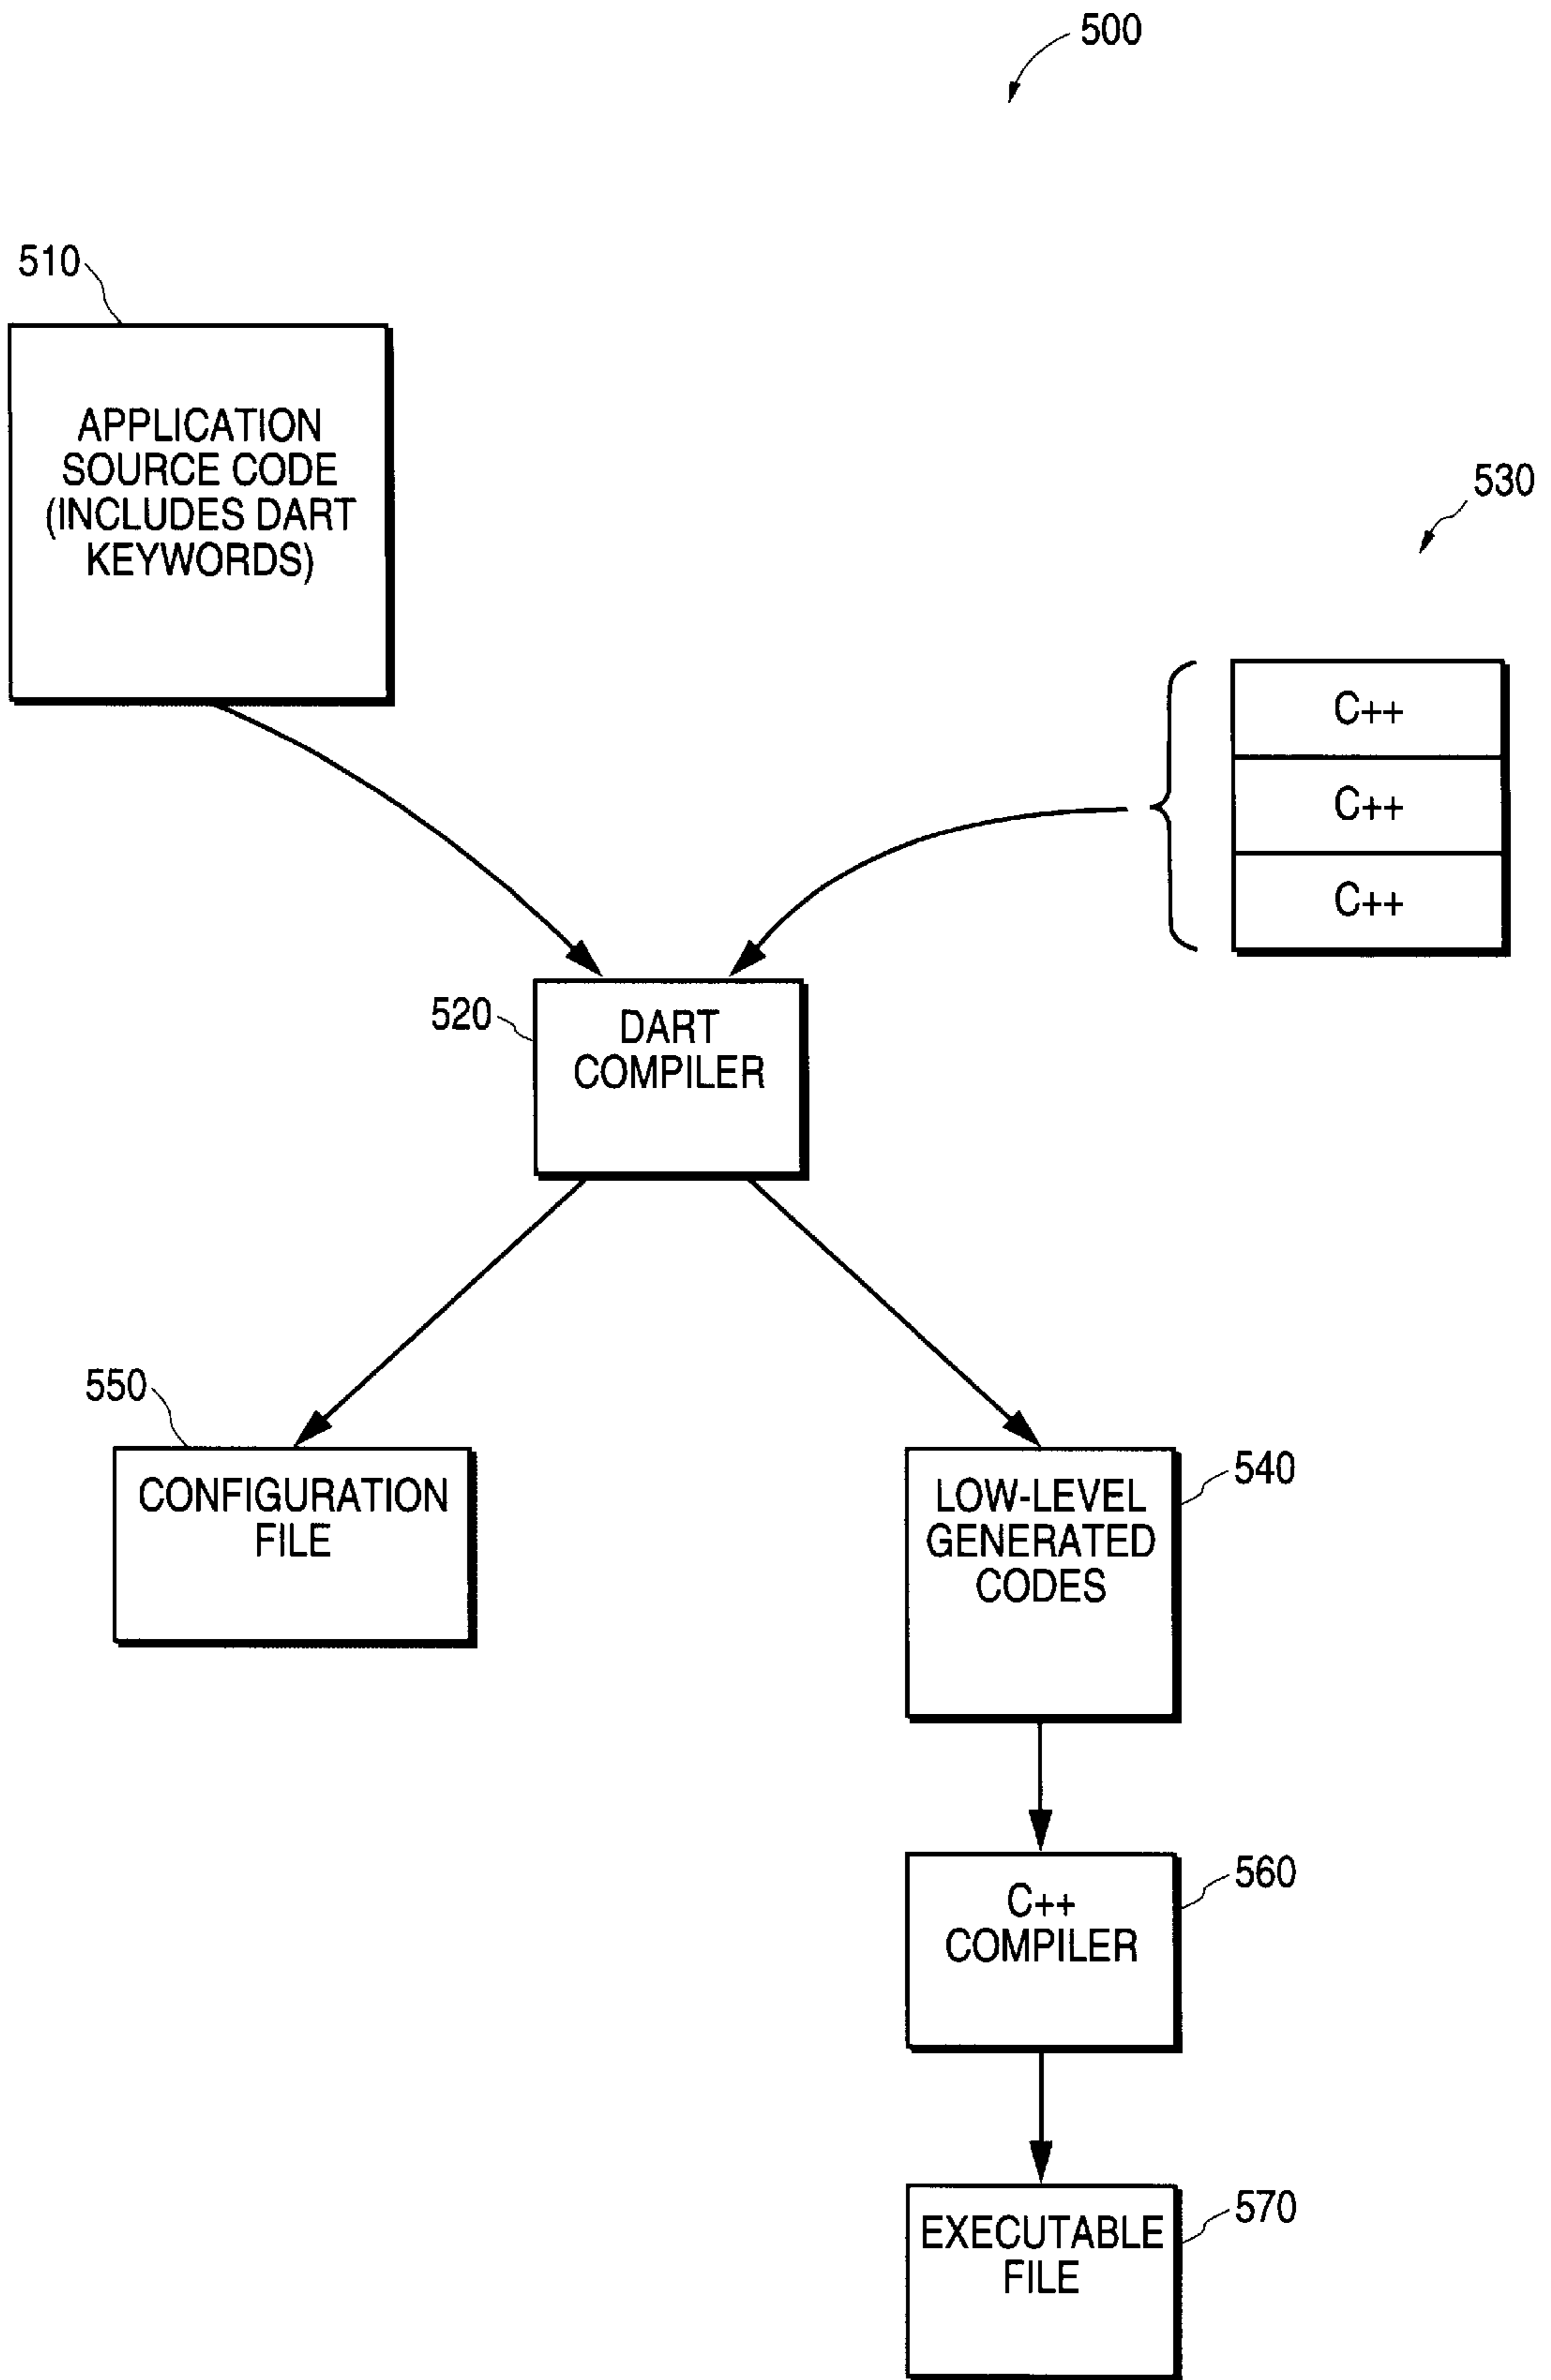 500
510
APPLICATION
SOURCE CODE
(INCLUDES DART
KEYWORDS)
530
C++
C++
C++
520
DART
COMPILER
550
CONFIGURATION
FILE
540
LOW-LEVEL
GENERATED
CODES
560
C++
COMPILER
570
EXECUTABLE
FILE